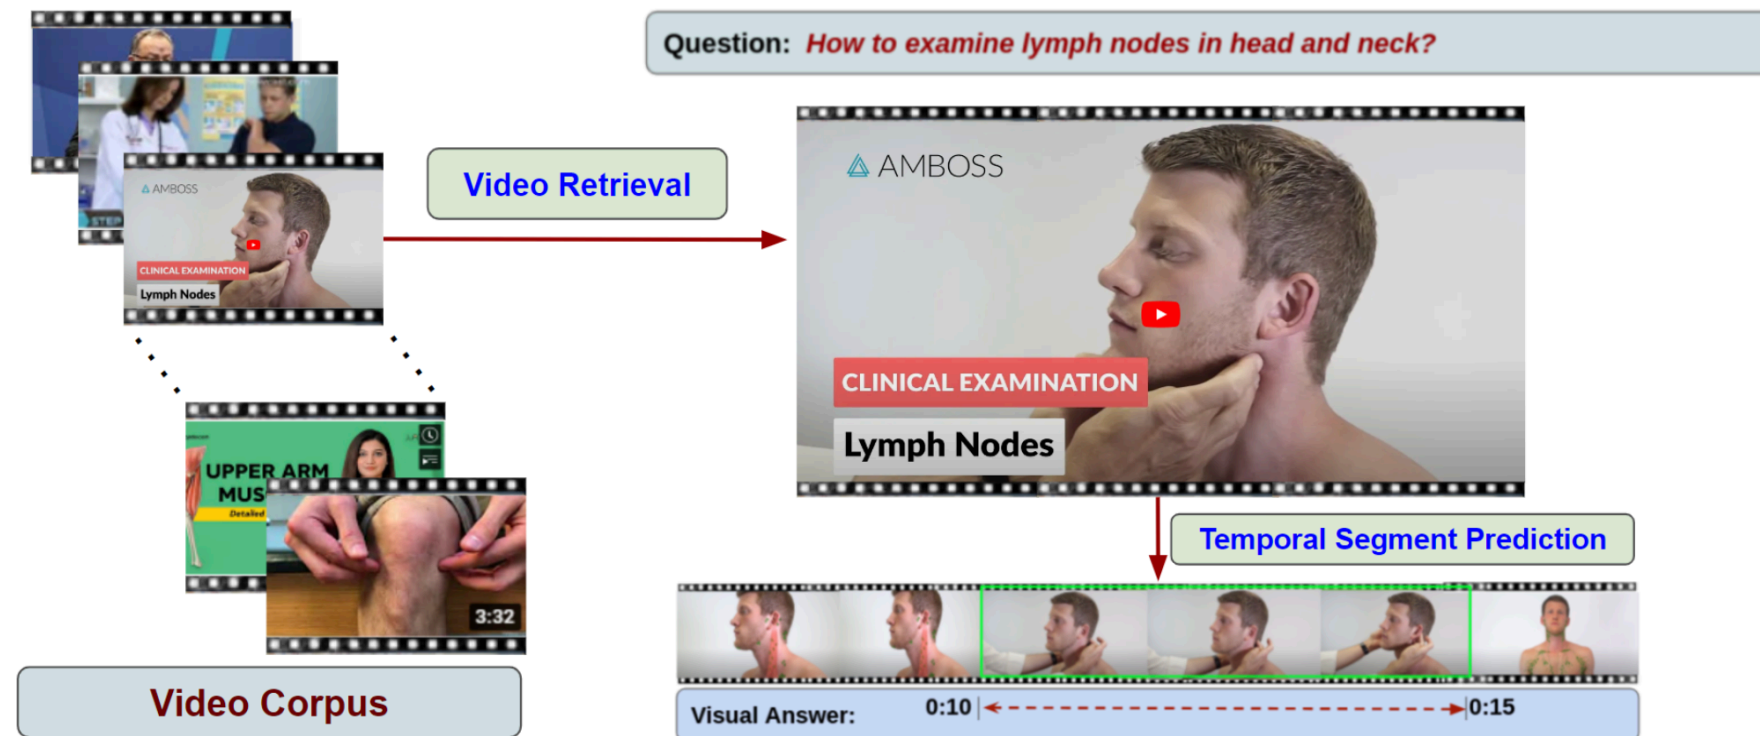 Question: How to examine lymph nodes in head and neck?
AMBOSS
STEP
CLINICAL EXAMINATION
Lymph Nodes
Video Retrieval
AMBOSS
CLINICAL EXAMINATION
Lymph Nodes
UPPER ARM
MUS
Detailed
3:32
Video Corpus
Temporal Segment Prediction
Visual Answer: 0:10 0:15